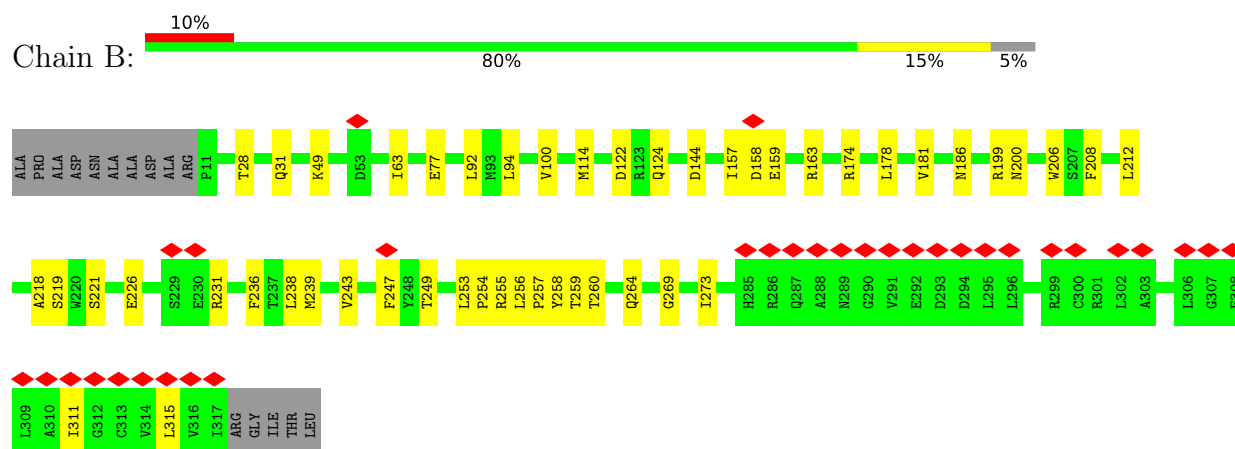 10%
Chain B:
80% 15% 5%
ALA PRO ALA ASP ASN ALA ALA ASP ALA ARG P11 T28 Q31 K49 D53 I63 E77 L92 M93 L94 V100 M114 D122 R123 Q124 D144 I157 D158 E159 R163 R174 L178 V181 N186 R199 N200 W206 S207 F208 L212
A218 S219 W220 S221 E226 S229 E230 R231 F236 T237 L238 M239 V243 F247 Y248 T249 L253 P254 R255 L256 P257 Y258 T259 T260 Q264 G269 I273 H285 R286 Q287 A288 N289 G290 V291 E292 D293 D294 L295 L296 R299 C300 R301 L302 A303 L306 G307
L309 A310 I311 G312 C313 V314 L315 V316 I317 ARG GLY ILE THR LEU